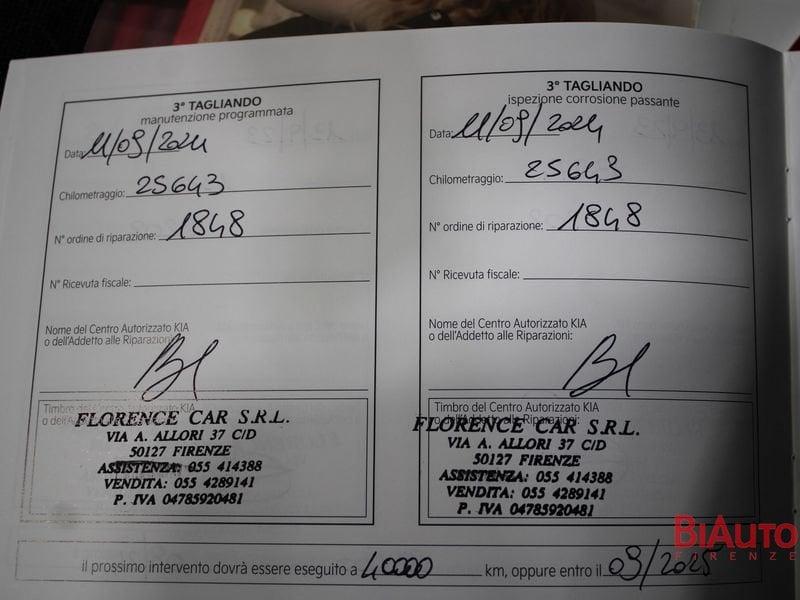 3° TAGLIANDO
manutenzione programmata
Data: 11/09/2024
Chilometraggio: 25643
N° ordine di riparazione: 1848
N° Ricevuta fiscale:
Nome del Centro Autorizzato KIA
o dell'Addetto alle Riparazioni:
Timbro del Centro Autorizzato KIA
FLORENCE CAR S.R.L.
VIA A. ALLORI 37 C/D
50127 FIRENZE
ASSISTENZA: 055 414388
VENDITA: 055 4289141
P. IVA 04785920481
3° TAGLIANDO
ispezione corrosione passante
Data: 11/09/2024
Chilometraggio: 25643
N° ordine di riparazione: 1848
N° Ricevuta fiscale:
Nome del Centro Autorizzato KIA
o dell'Addetto alle Riparazioni:
Timbro del Centro Autorizzato KIA
FLORENCE CAR S.R.L.
VIA A. ALLORI 37 C/D
50127 FIRENZE
ASSISTENZA: 055 414388
VENDITA: 055 4289141
P. IVA 04785920481
il prossimo intervento dovrà essere eseguito a 40000 km, oppure entro il 09/2025
BIAUTO
FIRENZE